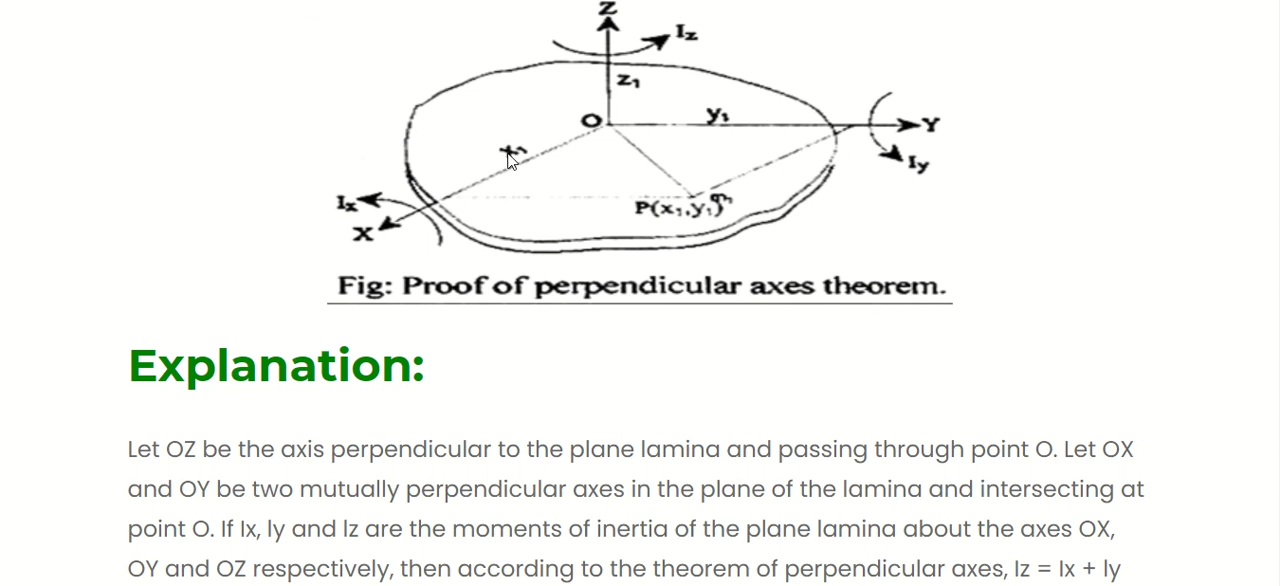 Z
Iz
z₁
O
y₁
Y
x₁
Iy
Ix
P(x₁,y₁)
X
Fig: Proof of perpendicular axes theorem.
Explanation:
Let OZ be the axis perpendicular to the plane lamina and passing through point O. Let OX
and OY be two mutually perpendicular axes in the plane of the lamina and intersecting at
point O. If Ix, ly and lz are the moments of inertia of the plane lamina about the axes OX,
OY and OZ respectively, then according to the theorem of perpendicular axes, Iz = Ix + ly